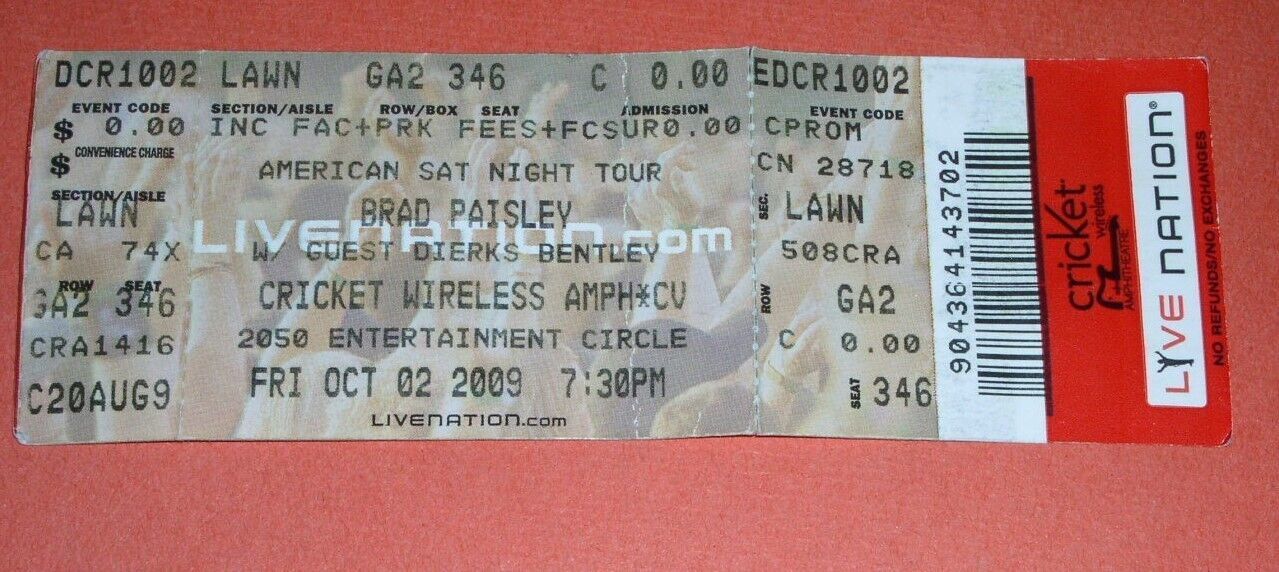 DCR1002 LAWN GA2 346 C 0.00 EDCR1002
EVENT CODE SECTION/AISLE ROW/BOX SEAT ADMISSION EVENT CODE
$ 0.00 INC FAC+PRK FEES+FCSUR0.00 CPROM
$ CONVENIENCE CHARGE AMERICAN SAT NIGHT TOUR CN 28718
SECTION/AISLE
LAWN BRAD PAISLEY SEC. LAWN
LIVENATION.com
CA 74X W/ GUEST DIERKS BENTLEY 508CRA
ROW SEAT
GA2 346 CRICKET WIRELESS AMPH*CV ROW GA2
CRA1416 2050 ENTERTAINMENT CIRCLE C 0.00
C20AUG9 FRI OCT 02 2009 7:30PM SEAT 346
LIVENATION.com
904364143702
cricket
wireless
AMPHITHEATRE
LIVE NATION®
NO REFUNDS/NO EXCHANGES